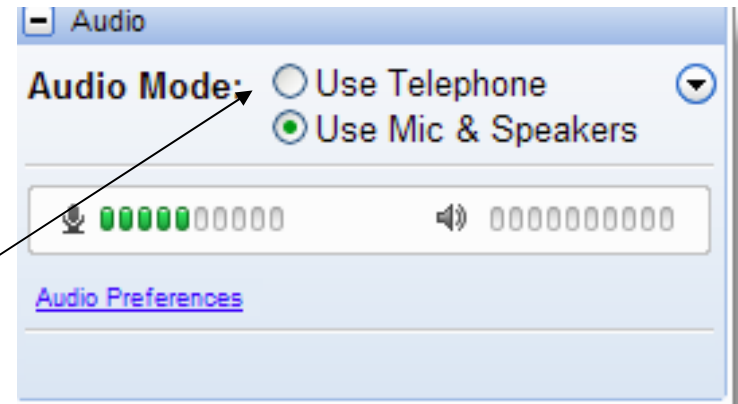 Audio
Audio Mode: Use Telephone
Use Mic & Speakers
Audio Preferences